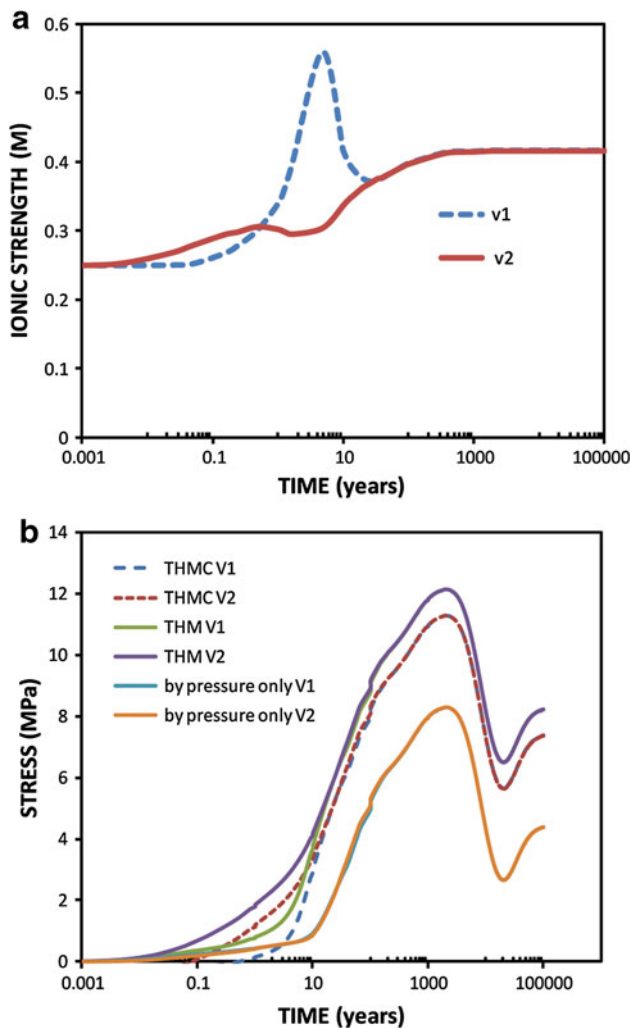 a
0.6
0.5
0.4
0.3
0.2
0.1
0
IONIC STRENGTH (M)
v1
v2
0.001 0.1 10 1000 100000
TIME (years)
b
14
12
10
8
6
4
2
0
STRESS (MPa)
THMC V1
THMC V2
THM V1
THM V2
by pressure only V1
by pressure only V2
0.001 0.1 10 1000 100000
TIME (years)